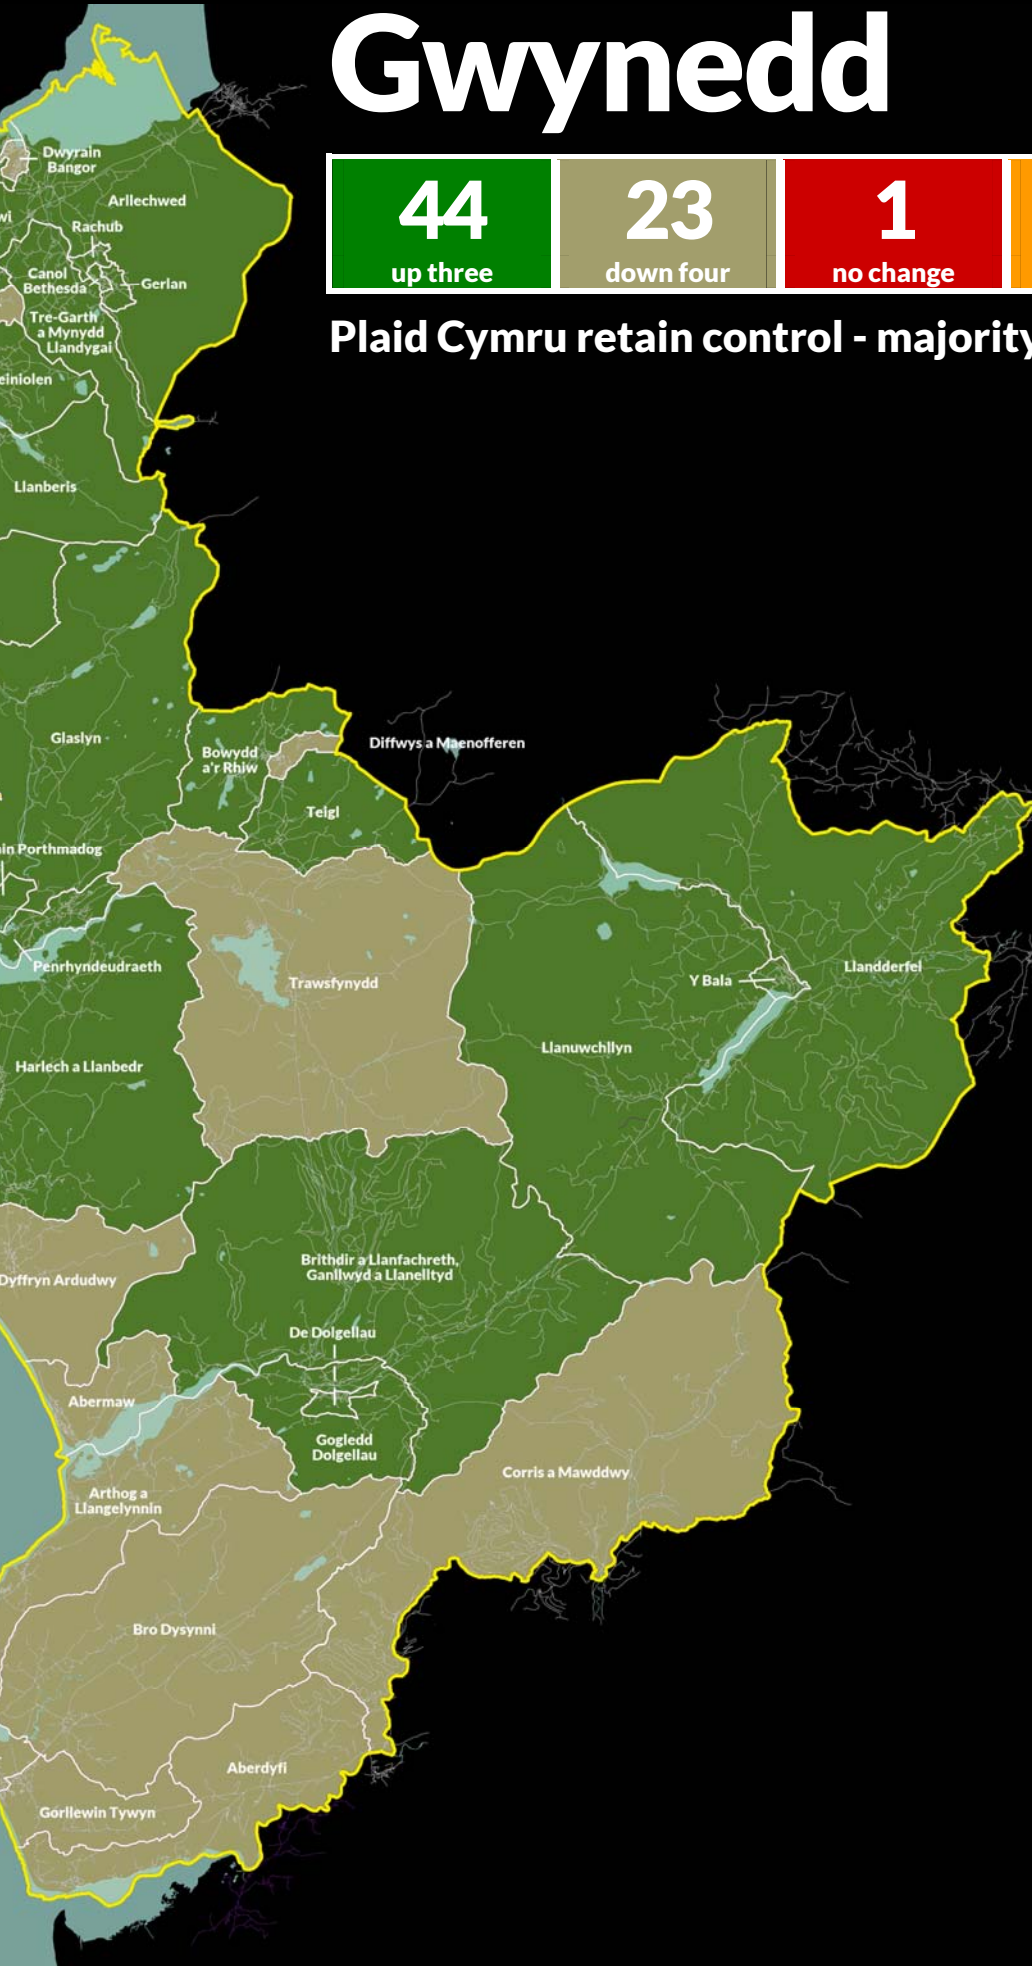 Gwynedd
44
up three
23
down four
1
no change
Plaid Cymru retain control - majority
Dwyrain
Bangor
Arllechwed
wi
Rachub
Canol
Bethesda
Gerlan
Tre-Garth
a Mynydd
Llandygai
einiolen
Llanberis
Glaslyn
Bowydd
a'r Rhiw
Diffwys a Maenofferen
Teigl
in Porthmadog
Penrhyndeudraeth
Trawsfynydd
Y Bala
Llandderfel
Harlech a Llanbedr
Llanuwchllyn
Dyffryn Ardudwy
Brithdir a Llanfachreth,
Ganllwyd a Llanelltyd
De Dolgellau
Abermaw
Gogledd
Dolgellau
Corris a Mawddwy
Arthog a
Llangelynnin
Bro Dysynni
Aberdyfi
Gorllewin Tywyn